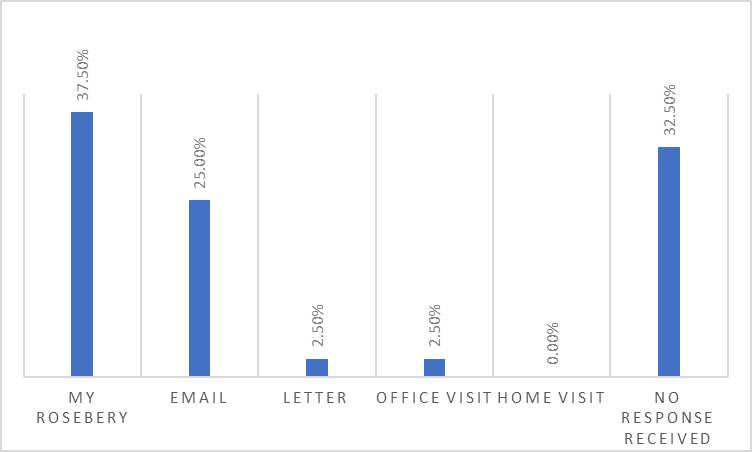 37.50%
25.00%
2.50%
2.50%
0.00%
32.50%
MY
ROSEBERY
EMAIL
LETTER
OFFICE VISIT
HOME VISIT
NO
RESPONSE
RECEIVED